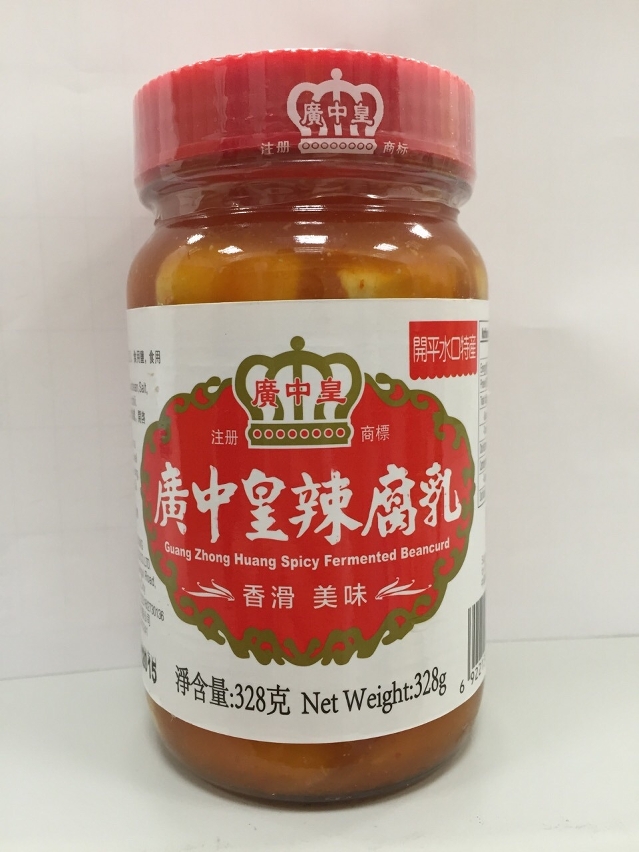 廣中皇
注册 商标
開平水口特産
廣中皇
注册 商標
廣中皇辣腐乳
Guang Zhong Huang Spicy Fermented Beancurd
香滑 美味
淨含量:328克 Net Weight:328g